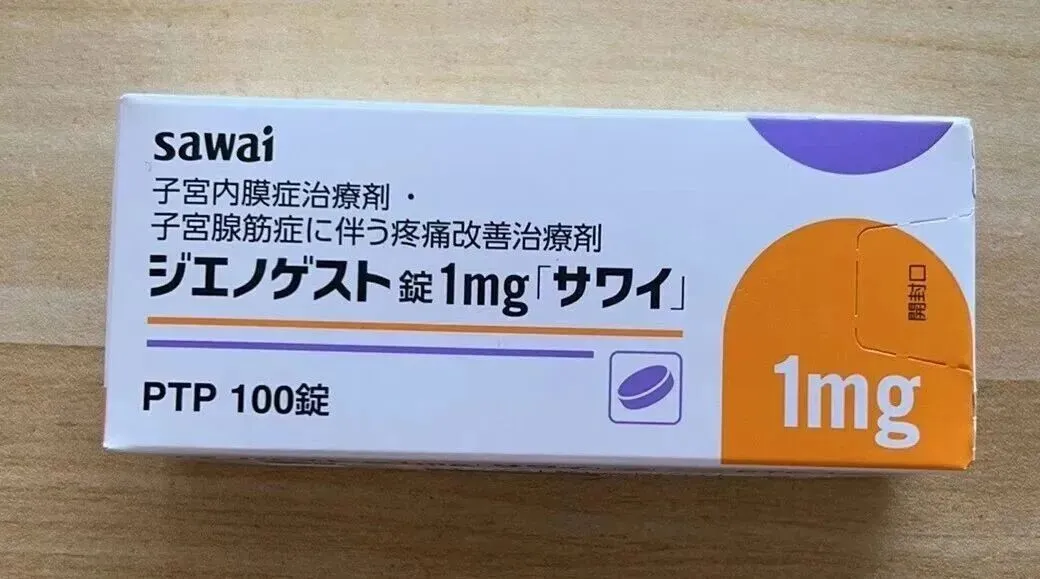 sawai
子宮内膜症治療剤・
子宮腺筋症に伴う疼痛改善治療剤
ジエノゲスト錠1mg「サワイ」
PTP 100錠
開封口
1mg